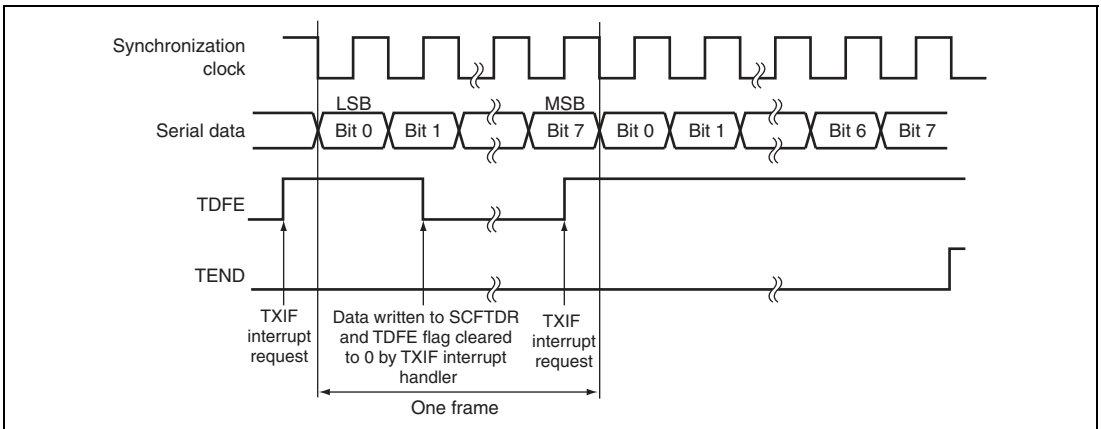 Synchronization
clock
LSB
MSB
Serial data
Bit 0
Bit 1
Bit 7
Bit 0
Bit 1
Bit 6
Bit 7
TDFE
TEND
TXIF
interrupt
request
Data written to SCFTDR
and TDFE flag cleared
to 0 by TXIF interrupt
handler
TXIF
interrupt
request
One frame